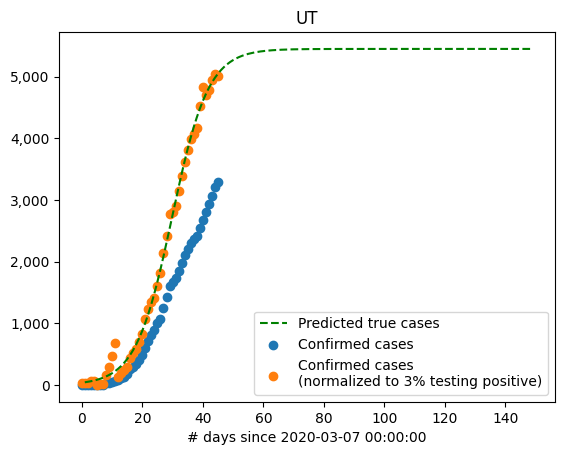 UT
5,000
4,000
3,000
2,000
1,000
0
Predicted true cases
Confirmed cases
Confirmed cases
(normalized to 3% testing positive)
0 20 40 60 80 100 120 140
# days since 2020-03-07 00:00:00